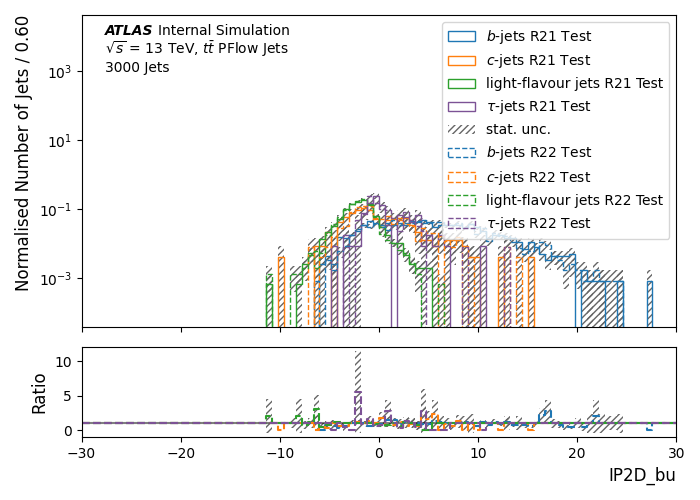 ATLAS Internal Simulation
√s = 13 TeV, tt̄ PFlow Jets
3000 Jets
b-jets R21 Test
c-jets R21 Test
light-flavour jets R21 Test
τ-jets R21 Test
stat. unc.
b-jets R22 Test
c-jets R22 Test
light-flavour jets R22 Test
τ-jets R22 Test
Normalised Number of Jets / 0.60
10³
10¹
10⁻¹
10⁻³
Ratio
10
5
0
−30 −20 −10 0 10 20 30
IP2D_bu